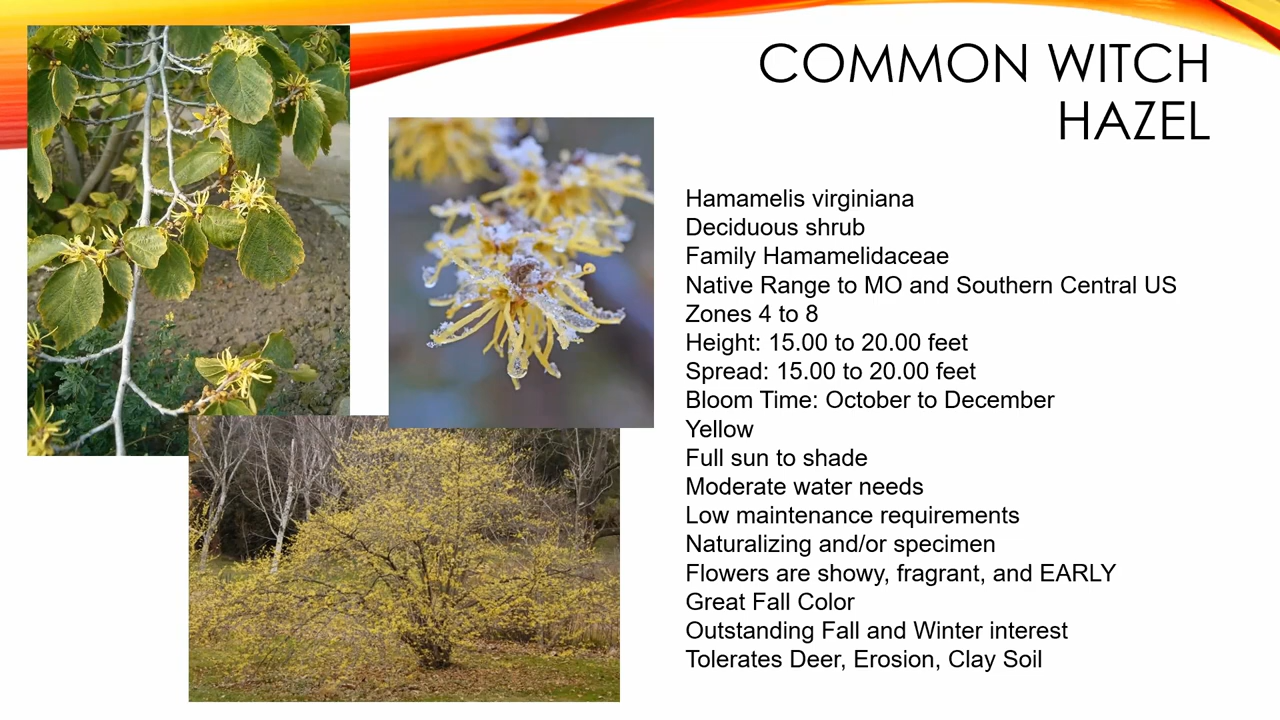 COMMON WITCH
HAZEL
Hamamelis virginiana
Deciduous shrub
Family Hamamelidaceae
Native Range to MO and Southern Central US
Zones 4 to 8
Height: 15.00 to 20.00 feet
Spread: 15.00 to 20.00 feet
Bloom Time: October to December
Yellow
Full sun to shade
Moderate water needs
Low maintenance requirements
Naturalizing and/or specimen
Flowers are showy, fragrant, and EARLY
Great Fall Color
Outstanding Fall and Winter interest
Tolerates Deer, Erosion, Clay Soil